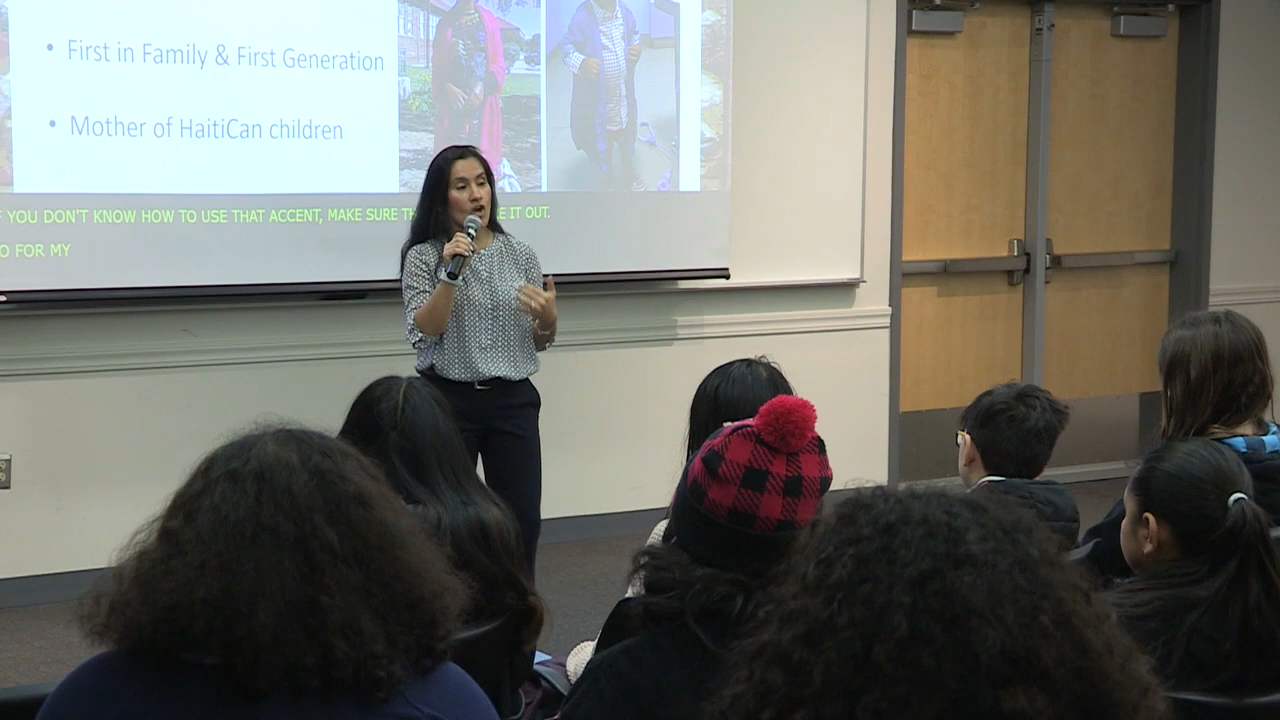 • First in Family & First Generation
• Mother of HaitiCan children
YOU DON'T KNOW HOW TO USE THAT ACCENT, MAKE SURE IT OUT.
FOR MY